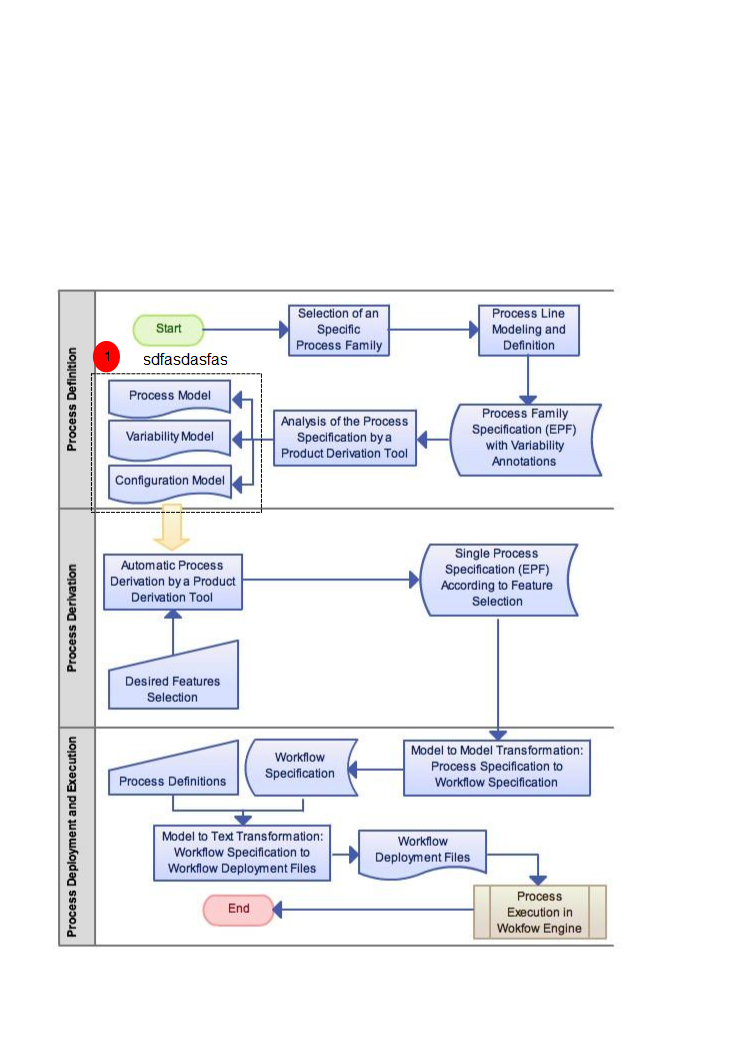 Process Definition
Start
Selection of an
Specific
Process Family
Process Line
Modeling and
Definition
1
sdfasdasfas
Process Model
Variability Model
Configuration Model
Analysis of the Process
Specification by a
Product Derivation Tool
Process Family
Specification (EPF)
with Variability
Annotations
Process Derivation
Automatic Process
Derivation by a Product
Derivation Tool
Single Process
Specification (EPF)
According to Feature
Selection
Desired Features
Selection
Process Deployment and Execution
Process Definitions
Workflow
Specification
Model to Model Transformation:
Process Specification to
Workflow Specification
Model to Text Transformation:
Workflow Specification to
Workflow Deployment Files
Workflow
Deployment Files
End
Process
Execution in
Wokfow Engine